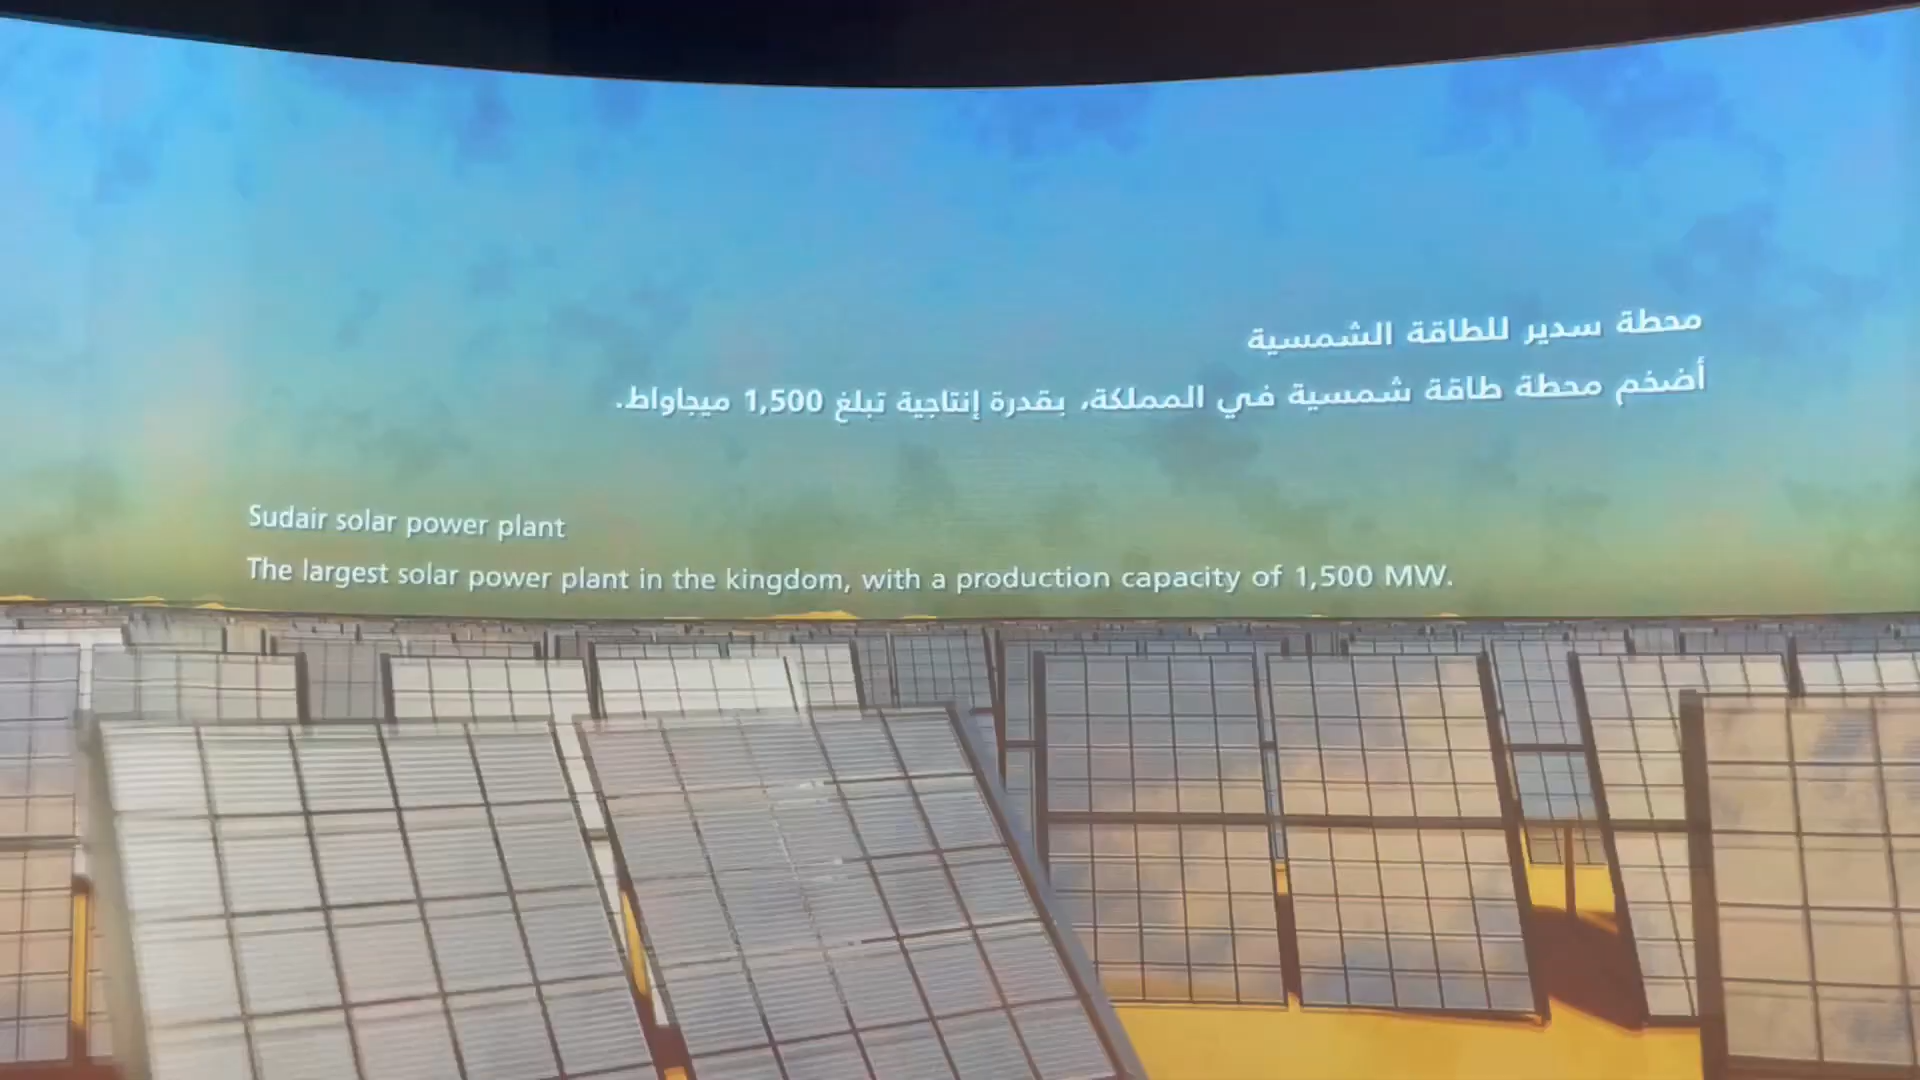 محطة سدير للطاقة الشمسية
أضخم محطة طاقة شمسية في المملكة، بقدرة إنتاجية تبلغ 1,500 ميجاواط.
Sudair solar power plant
The largest solar power plant in the kingdom, with a production capacity of 1,500 MW.